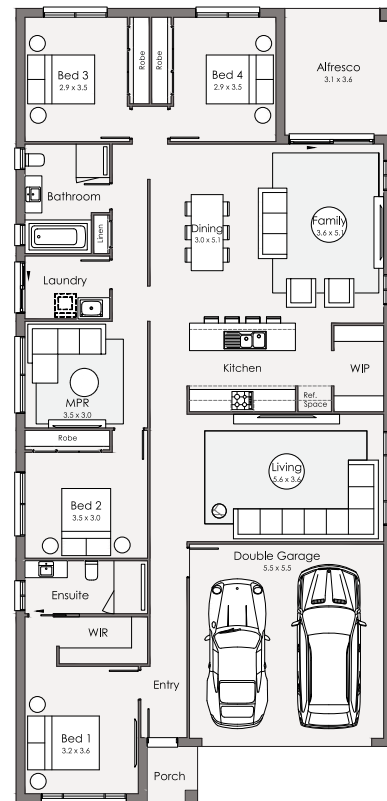 Bed 3
2.9 x 3.5
Robe
Robe
Bed 4
2.9 x 3.5
Alfresco
3.1 x 3.6
Bathroom
Linen
Dining
3.0 x 5.1
Family
3.6 x 5.1
Laundry
Kitchen
WIP
MPR
3.5 x 3.0
Ref.
Space
Robe
Living
5.6 x 3.6
Bed 2
3.5 x 3.0
Double Garage
5.5 x 5.5
Ensuite
WIR
Entry
Bed 1
3.2 x 3.6
Porch